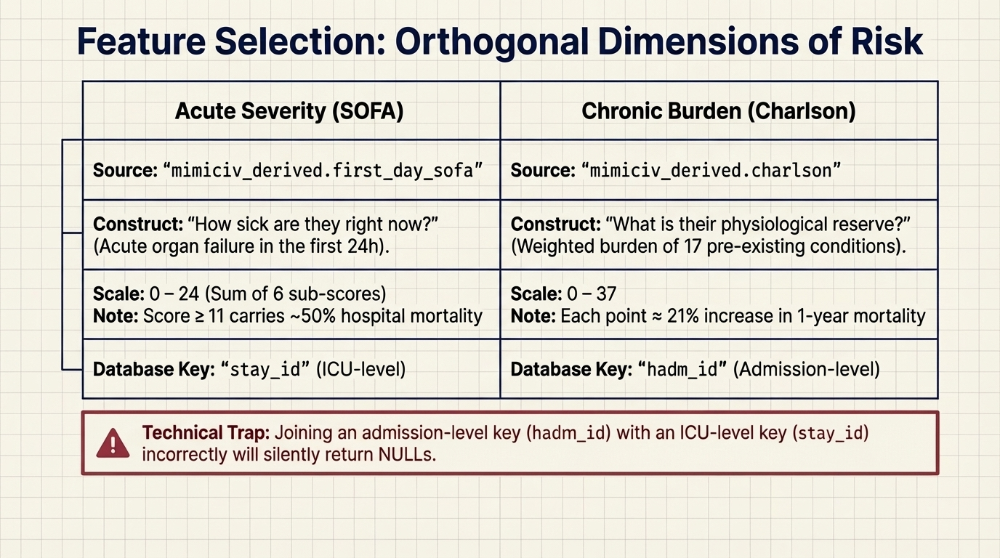 Feature Selection: Orthogonal Dimensions of Risk
Acute Severity (SOFA)
Chronic Burden (Charlson)
Source: “mimiciv_derived.first_day_sofa”
Source: “mimiciv_derived.charlson”
Construct: “How sick are they right now?”
(Acute organ failure in the first 24h).
Construct: “What is their physiological reserve?”
(Weighted burden of 17 pre-existing conditions).
Scale: 0 – 24 (Sum of 6 sub-scores)
Note: Score ≥ 11 carries ~50% hospital mortality
Scale: 0 – 37
Note: Each point ≈ 21% increase in 1-year mortality
Database Key: “stay_id” (ICU-level)
Database Key: “hadm_id” (Admission-level)
Technical Trap: Joining an admission-level key (hadm_id) with an ICU-level key (stay_id)
incorrectly will silently return NULLs.